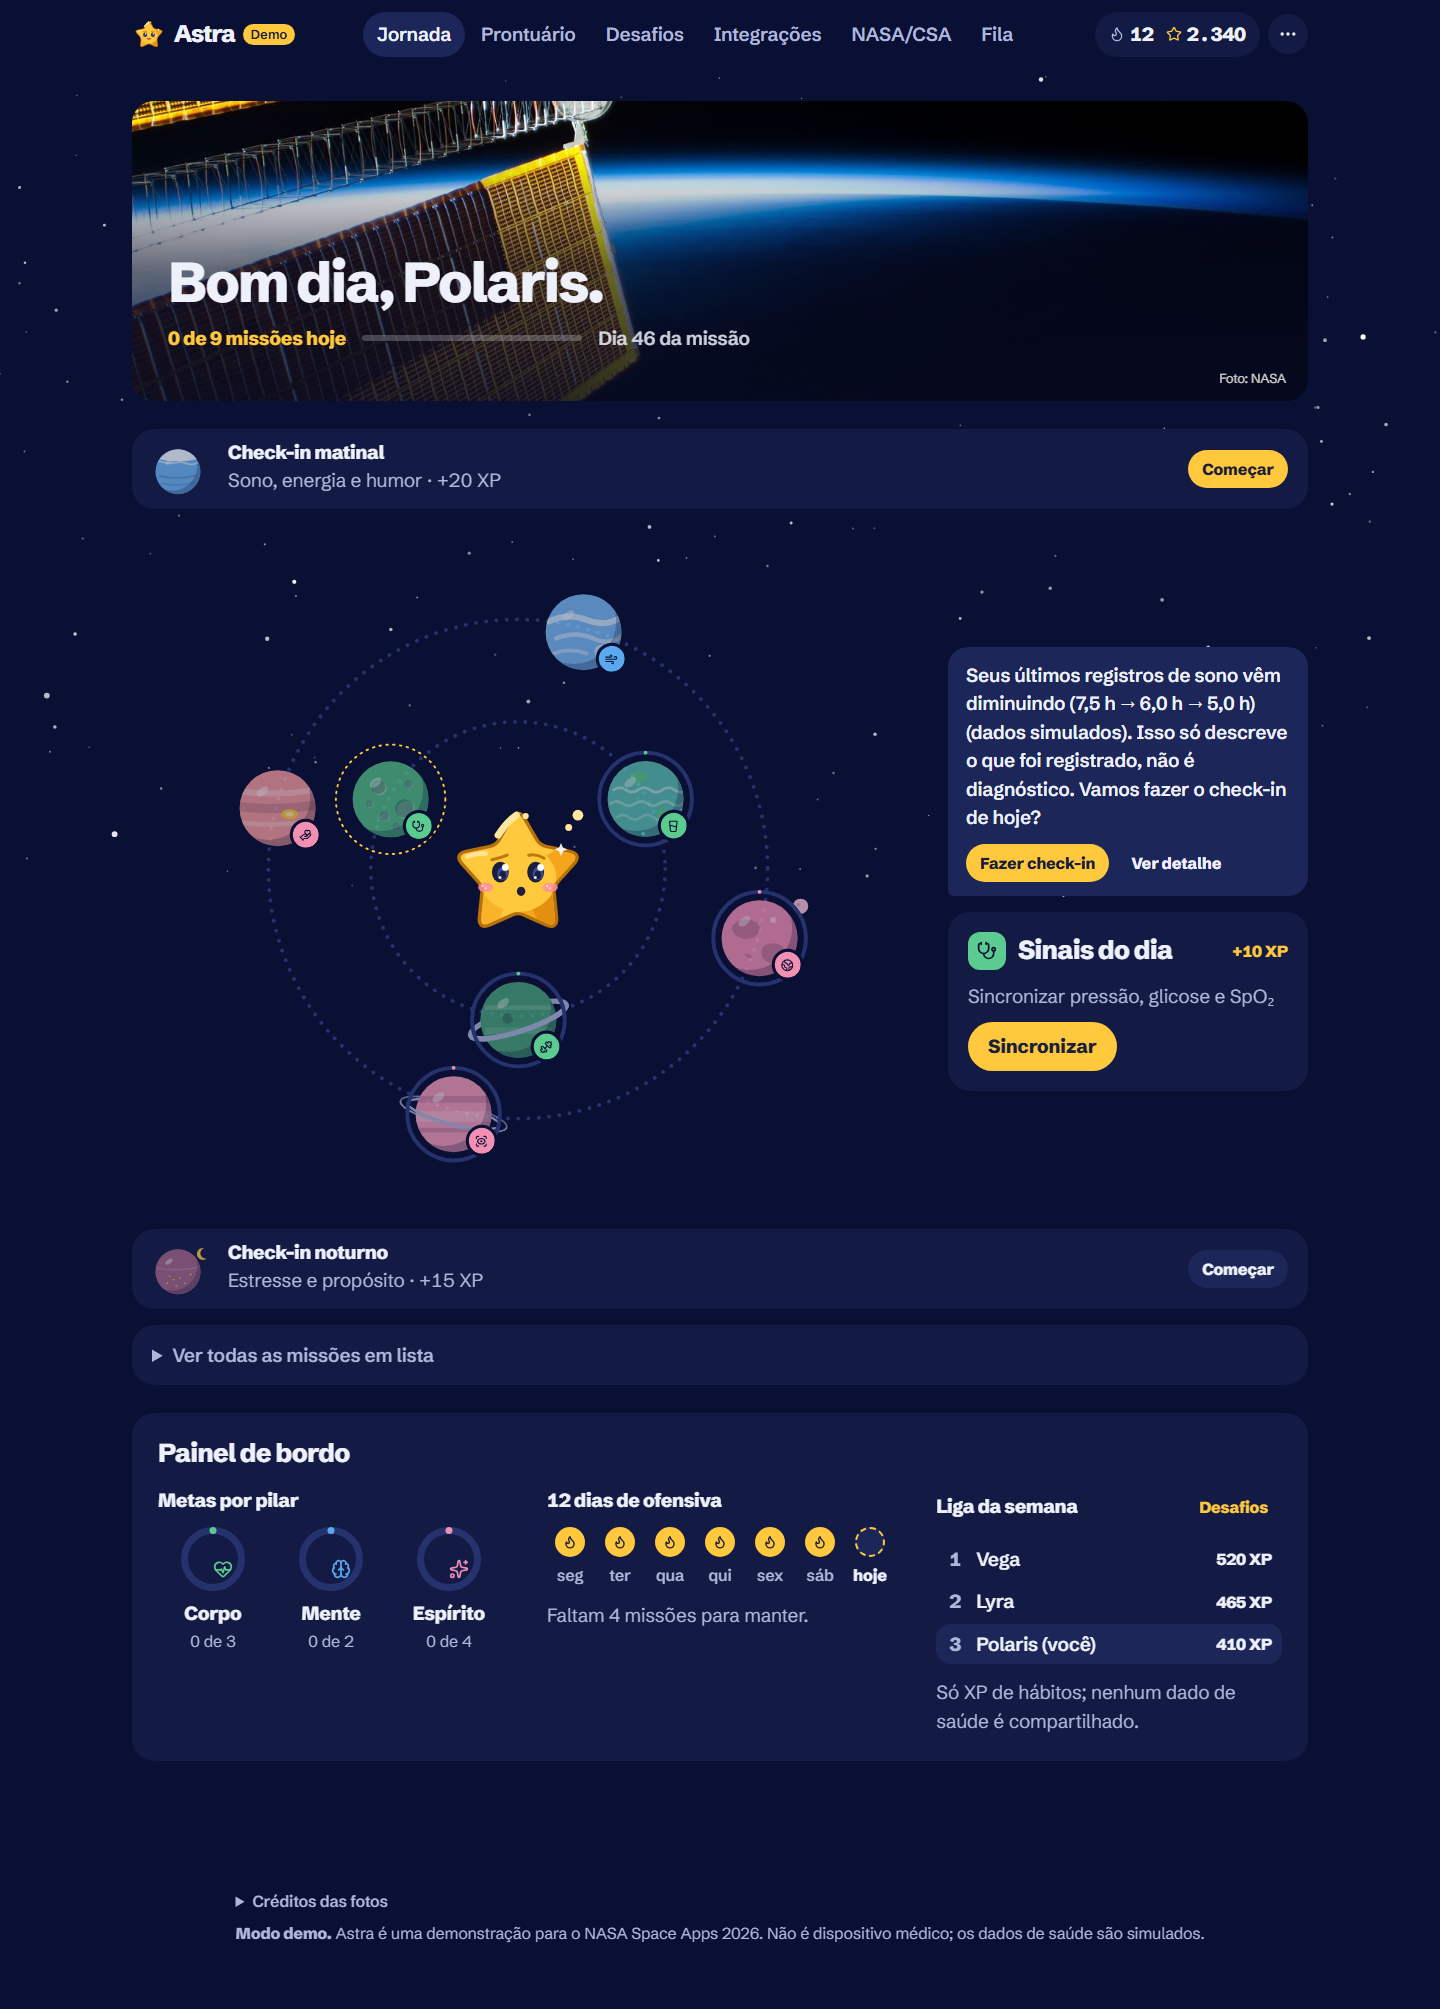 Astra Demo
Jornada Prontuário Desafios Integrações NASA/CSA Fila
12 2.340
Bom dia, Polaris.
0 de 9 missões hoje Dia 46 da missão
Foto: NASA
Check-in matinal
Sono, energia e humor · +20 XP
Começar
Seus últimos registros de sono vêm
diminuindo (7,5 h → 6,0 h → 5,0 h)
(dados simulados). Isso só descreve
o que foi registrado, não é
diagnóstico. Vamos fazer o check-in
de hoje?
Fazer check-in Ver detalhe
Sinais do dia +10 XP
Sincronizar pressão, glicose e SpO₂
Sincronizar
Check-in noturno
Estresse e propósito · +15 XP
Começar
Ver todas as missões em lista
Painel de bordo
Metas por pilar
Corpo Mente Espírito
0 de 3 0 de 2 0 de 4
12 dias de ofensiva
seg ter qua qui sex sáb hoje
Faltam 4 missões para manter.
Liga da semana Desafios
1 Vega 520 XP
2 Lyra 465 XP
3 Polaris (você) 410 XP
Só XP de hábitos; nenhum dado de
saúde é compartilhado.
Créditos das fotos
Modo demo. Astra é uma demonstração para o NASA Space Apps 2026. Não é dispositivo médico; os dados de saúde são simulados.